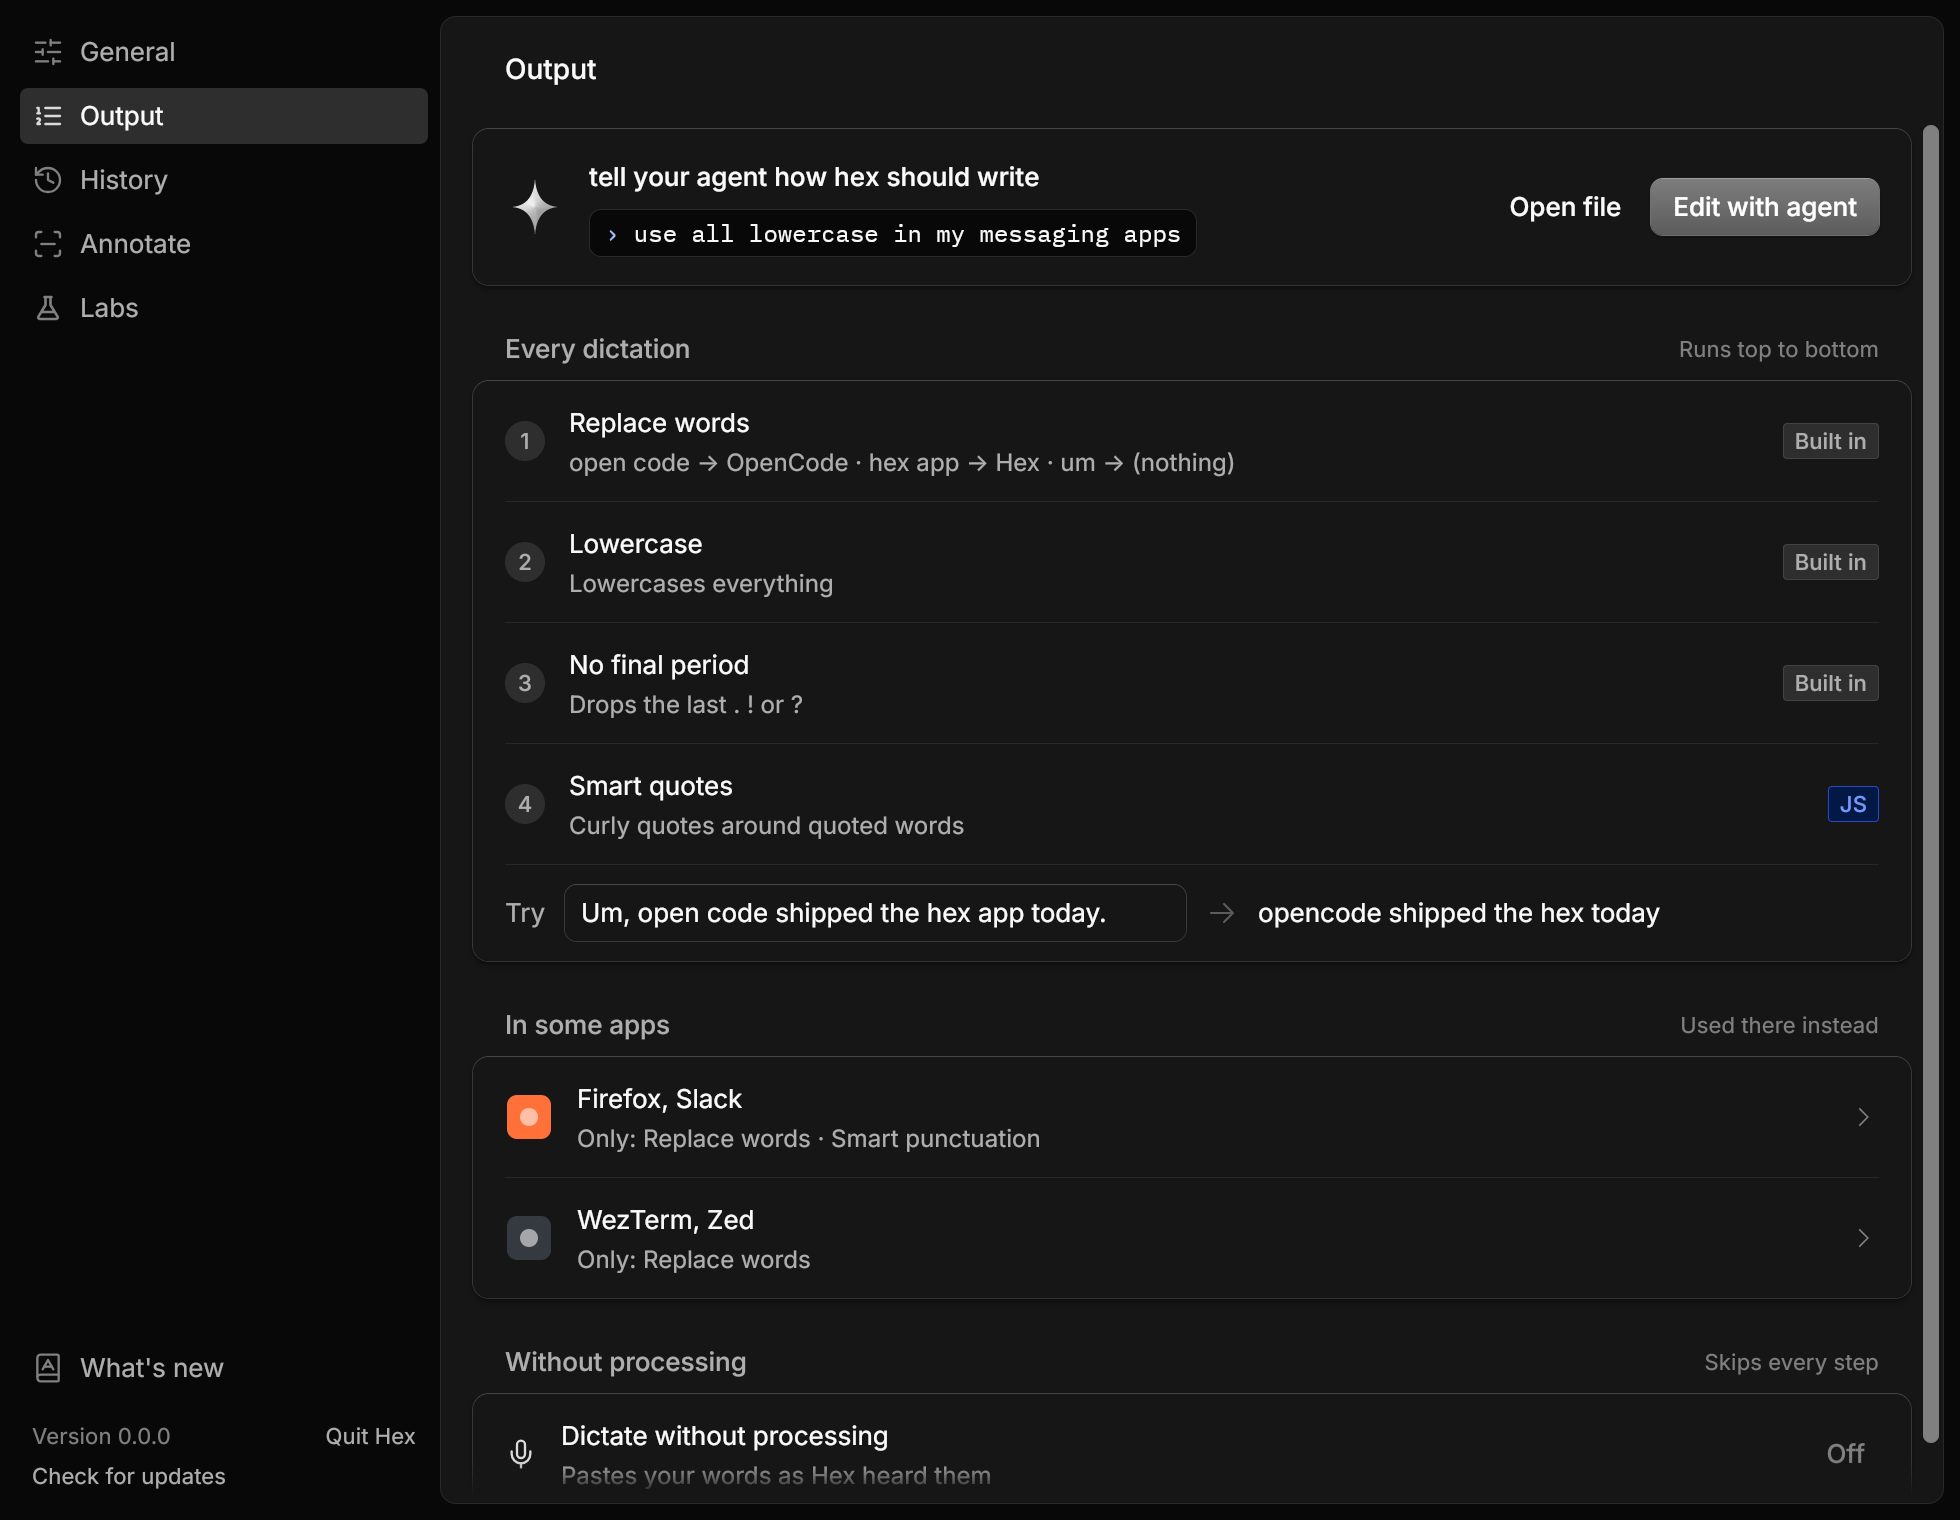 General
Output
History
Annotate
Labs
What's new
Version 0.0.0
Quit Hex
Check for updates
Output
tell your agent how hex should write
› use all lowercase in my messaging apps
Open file
Edit with agent
Every dictation
Runs top to bottom
1
Replace words
open code → OpenCode · hex app → Hex · um → (nothing)
Built in
2
Lowercase
Lowercases everything
Built in
3
No final period
Drops the last . ! or ?
Built in
4
Smart quotes
Curly quotes around quoted words
JS
Try
Um, open code shipped the hex app today.
→ opencode shipped the hex today
In some apps
Used there instead
Firefox, Slack
Only: Replace words · Smart punctuation
WezTerm, Zed
Only: Replace words
Without processing
Skips every step
Dictate without processing
Pastes your words as Hex heard them
Off